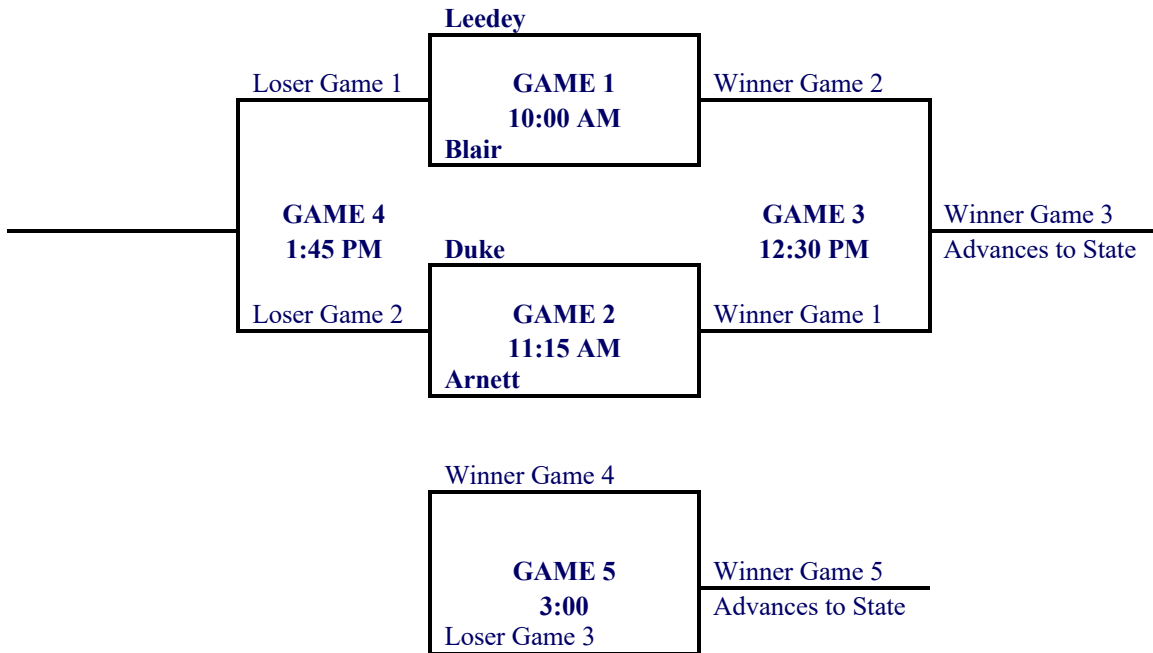 Leedey
Loser Game 1
GAME 1
Winner Game 2
10:00 AM
Blair
GAME 4
GAME 3
Winner Game 3
1:45 PM
Duke
12:30 PM
Advances to State
Loser Game 2
GAME 2
Winner Game 1
11:15 AM
Arnett
Winner Game 4
GAME 5
Winner Game 5
3:00
Advances to State
Loser Game 3